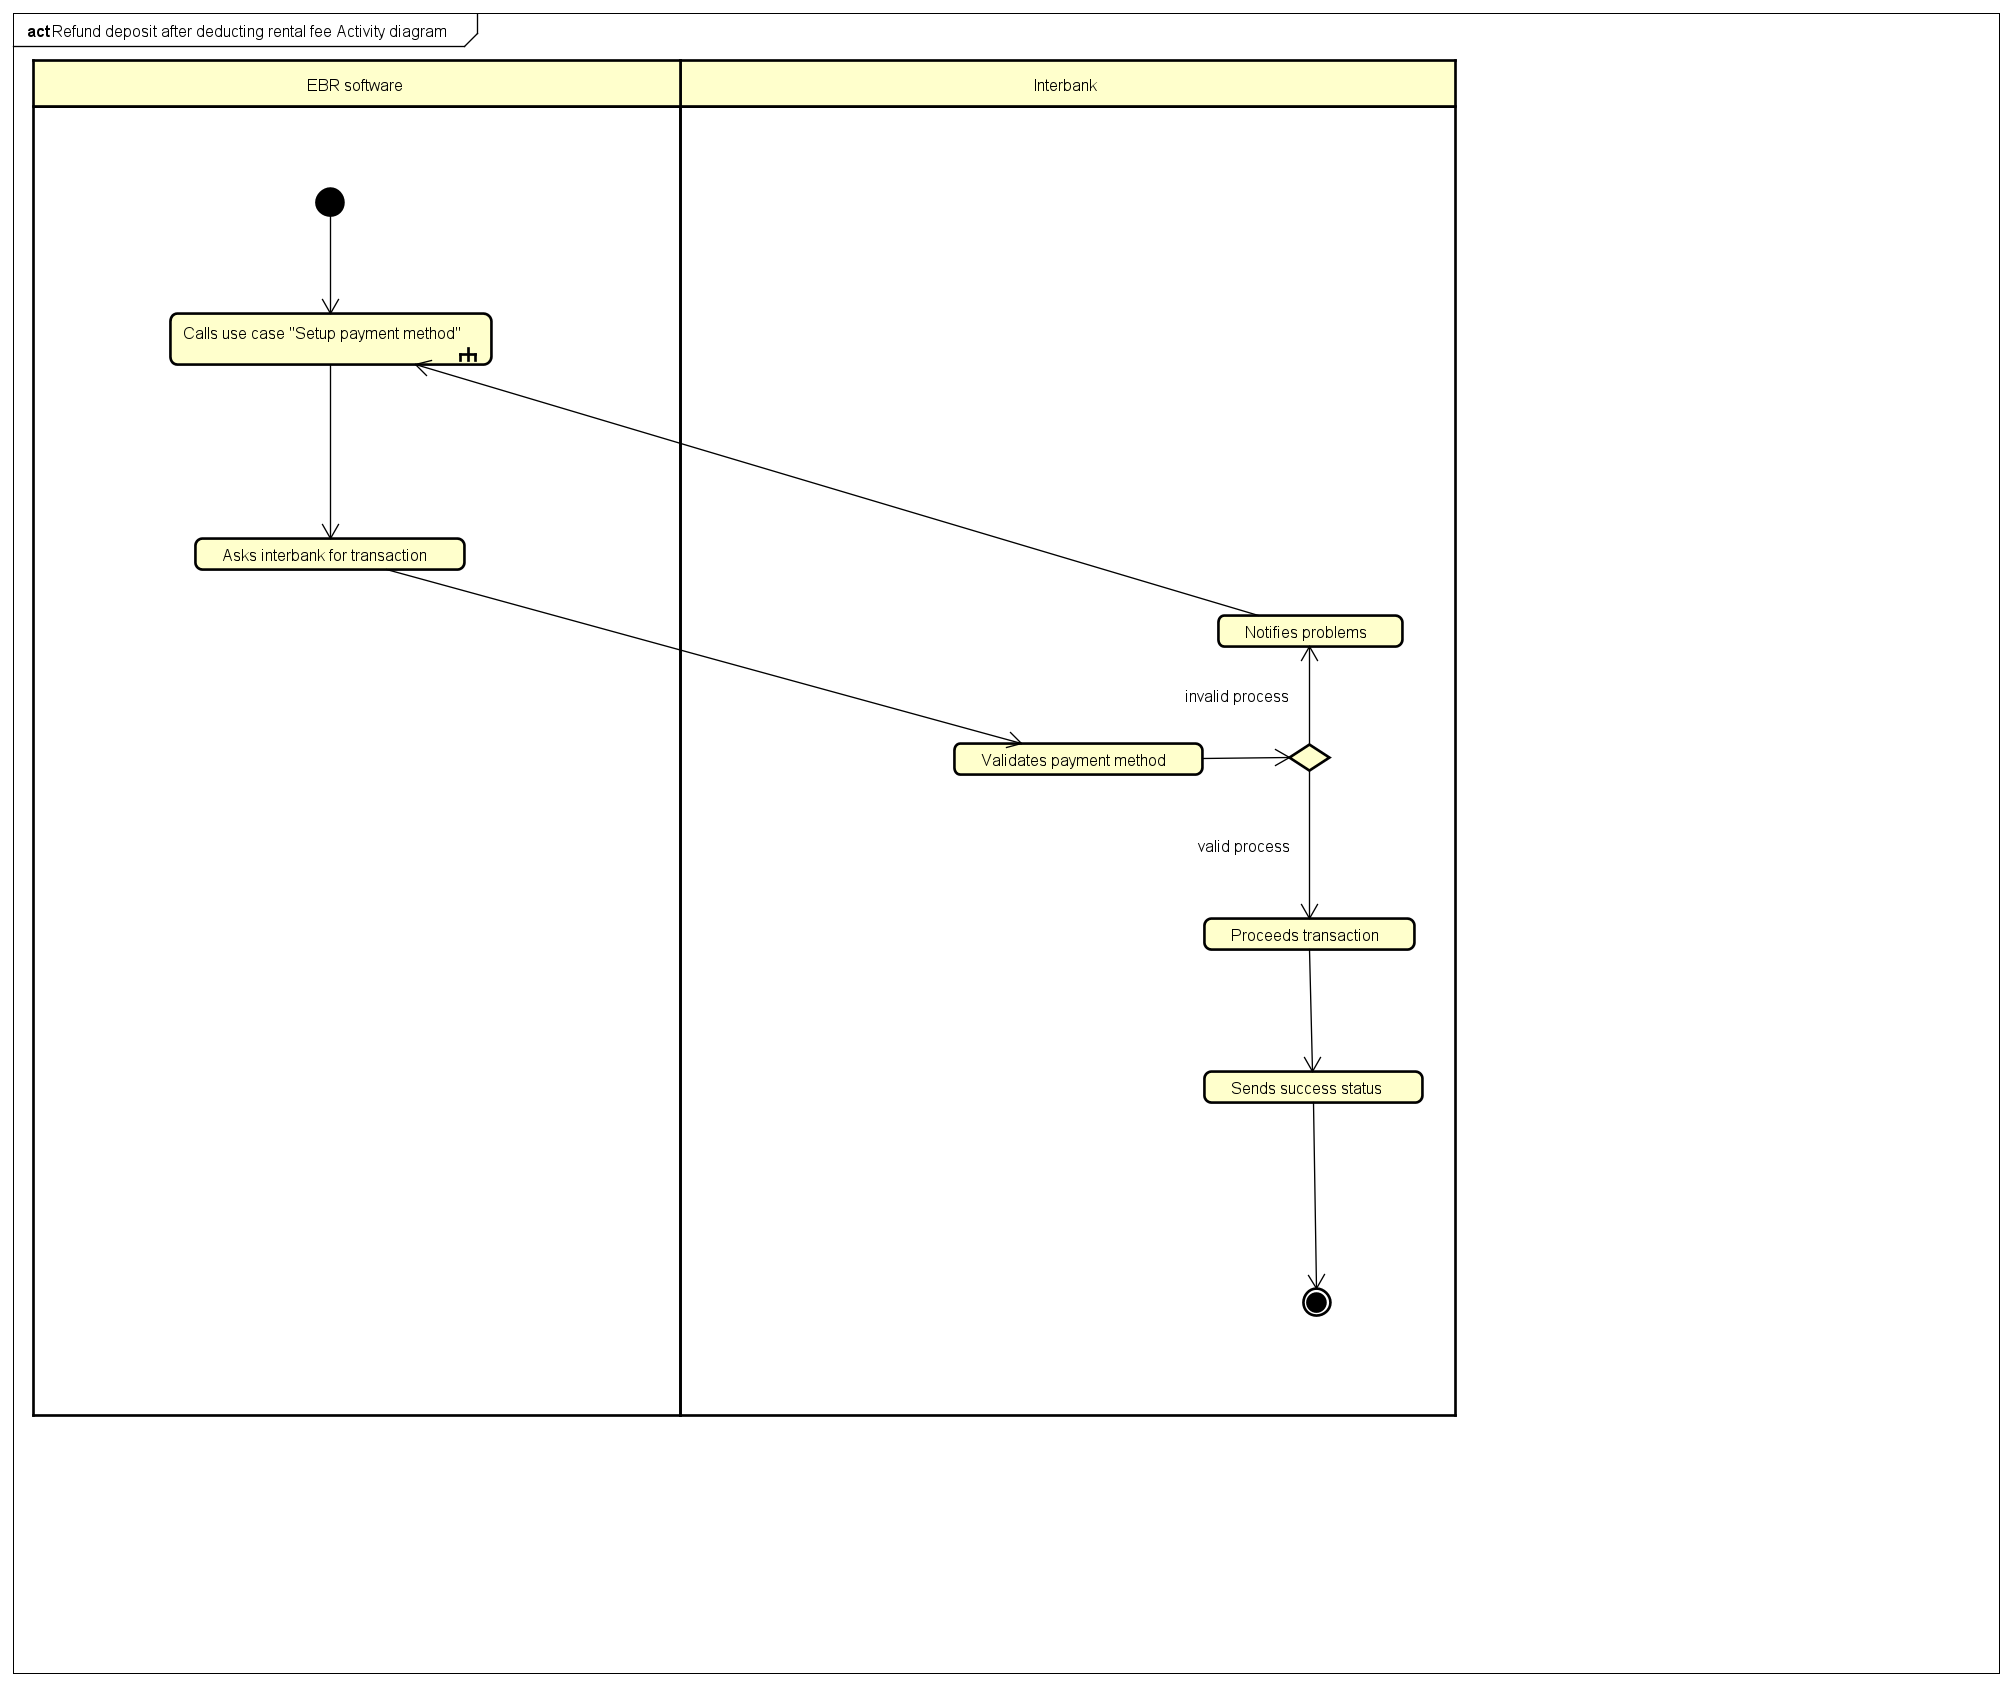 act Refund deposit after deducting rental fee Activity diagram
EBR software
Interbank
Calls use case "Setup payment method"
Asks interbank for transaction
Notifies problems
invalid process
Validates payment method
valid process
Proceeds transaction
Sends success status